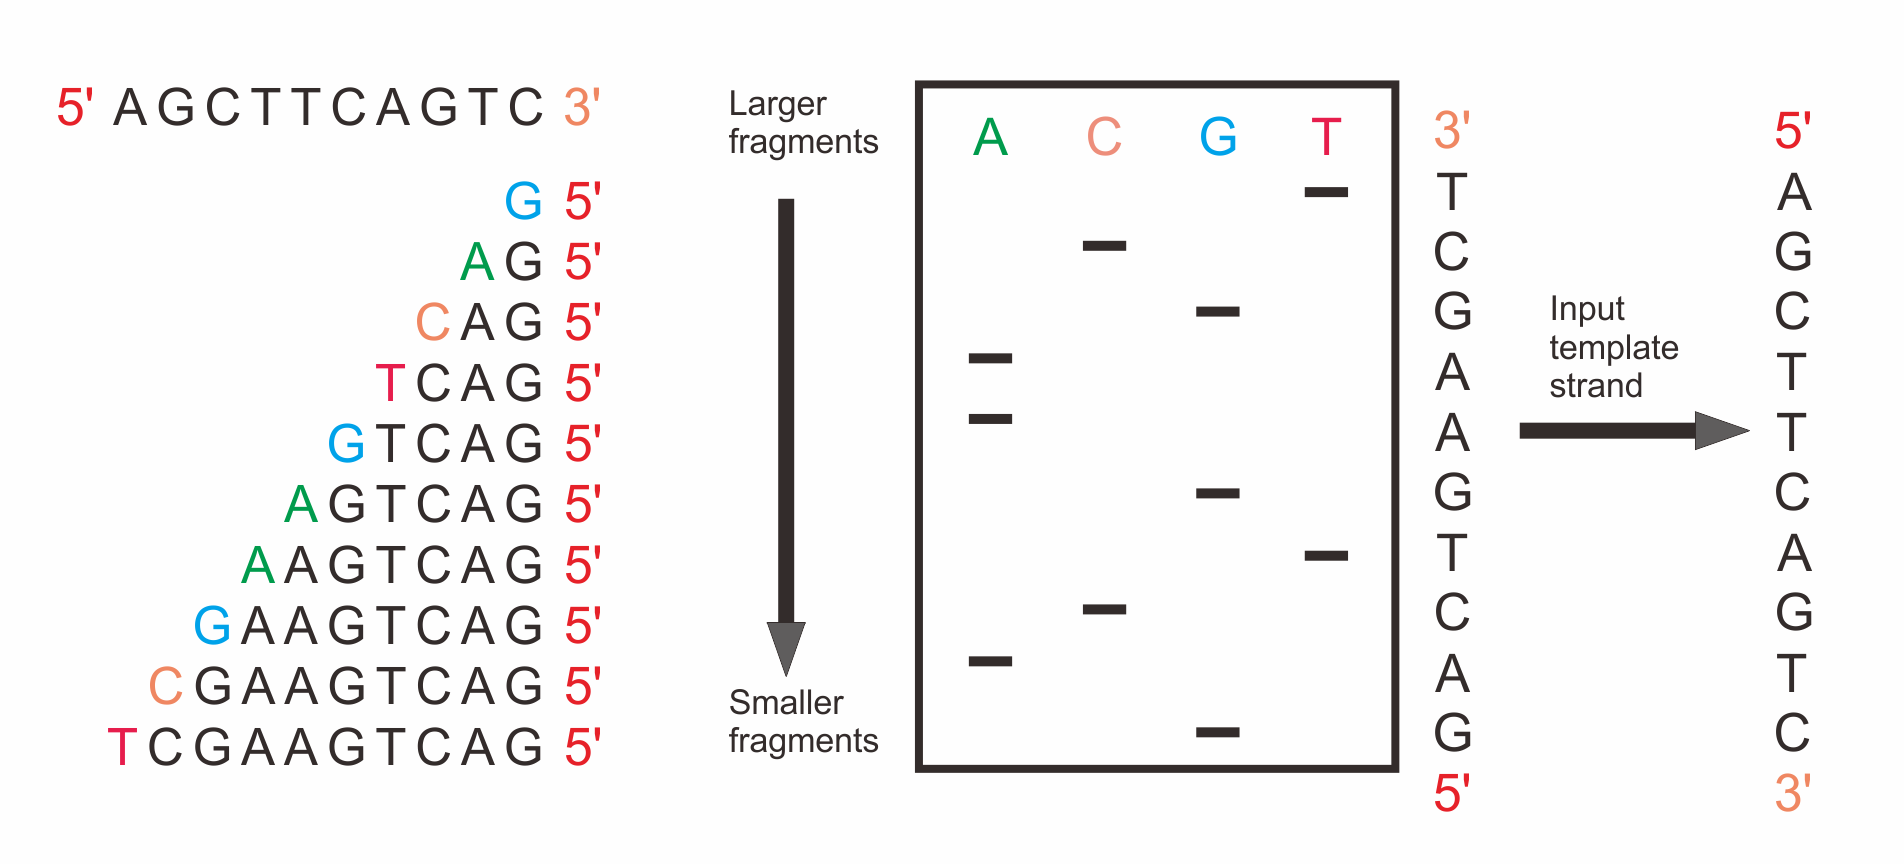 5' AGCTTCAGTC 3'
G 5'
AG 5'
CAG 5'
TCAG 5'
GTCAG 5'
AGTCAG 5'
AAGTCAG 5'
GAAGTCAG 5'
CGAAGTCAG 5'
TCGAAGTCAG 5'
Larger
fragments
Smaller
fragments
A C G T
3'
T
C
G
A
A
G
T
C
A
G
5'
Input
template
strand
5'
A
G
C
T
T
C
A
G
T
C
3'